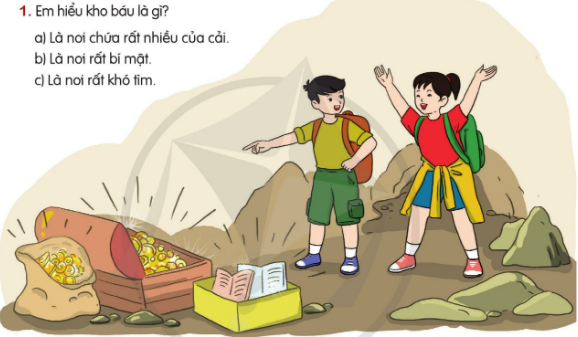 1. Em hiểu kho báu là gì?
a) Là nơi chứa rất nhiều của cải.
b) Là nơi rất bí mật.
c) Là nơi rất khó tìm.